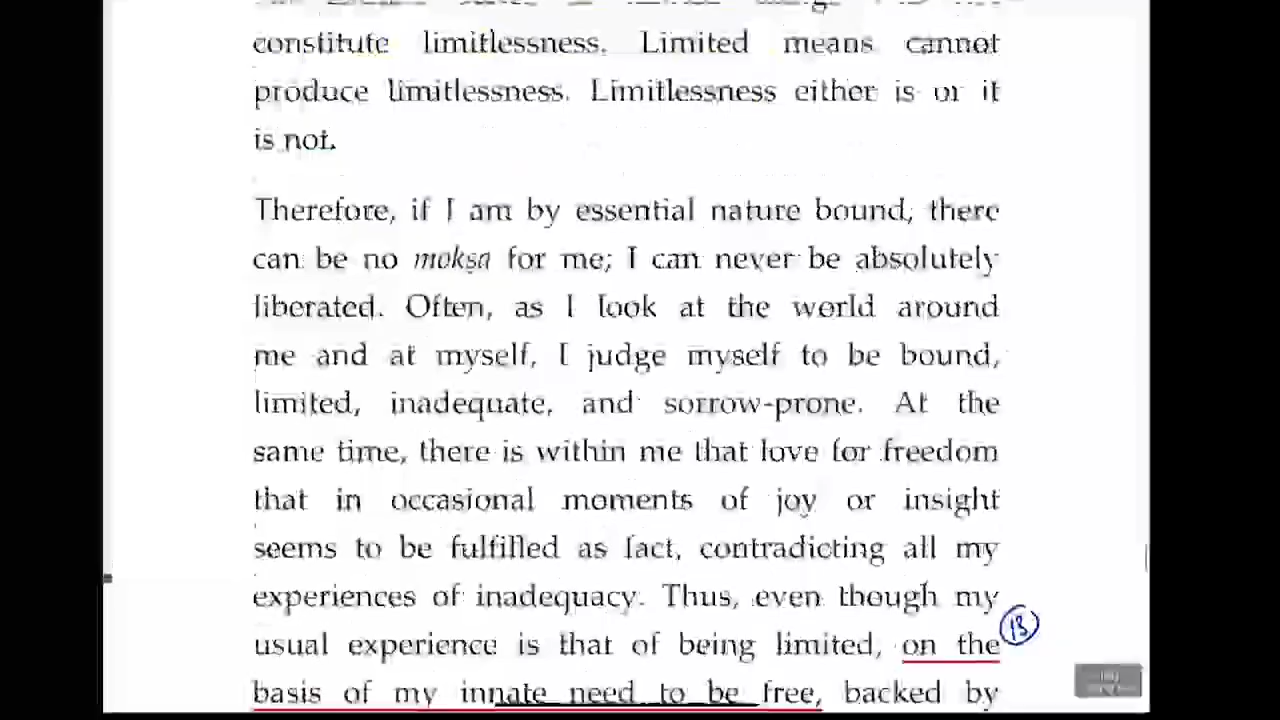 constitute limitlessness. Limited means cannot
produce limitlessness. Limitlessness either is or it
is not.
Therefore, if I am by essential nature bound, there
can be no mokṣa for me; I can never be absolutely
liberated. Often, as I look at the world around
me and at myself, I judge myself to be bound,
limited, inadequate, and sorrow-prone. At the
same time, there is within me that love for freedom
that in occasional moments of joy or insight
seems to be fulfilled as fact, contradicting all my
experiences of inadequacy. Thus, even though my
usual experience is that of being limited, on the
13
basis of my innate need to be free, backed by